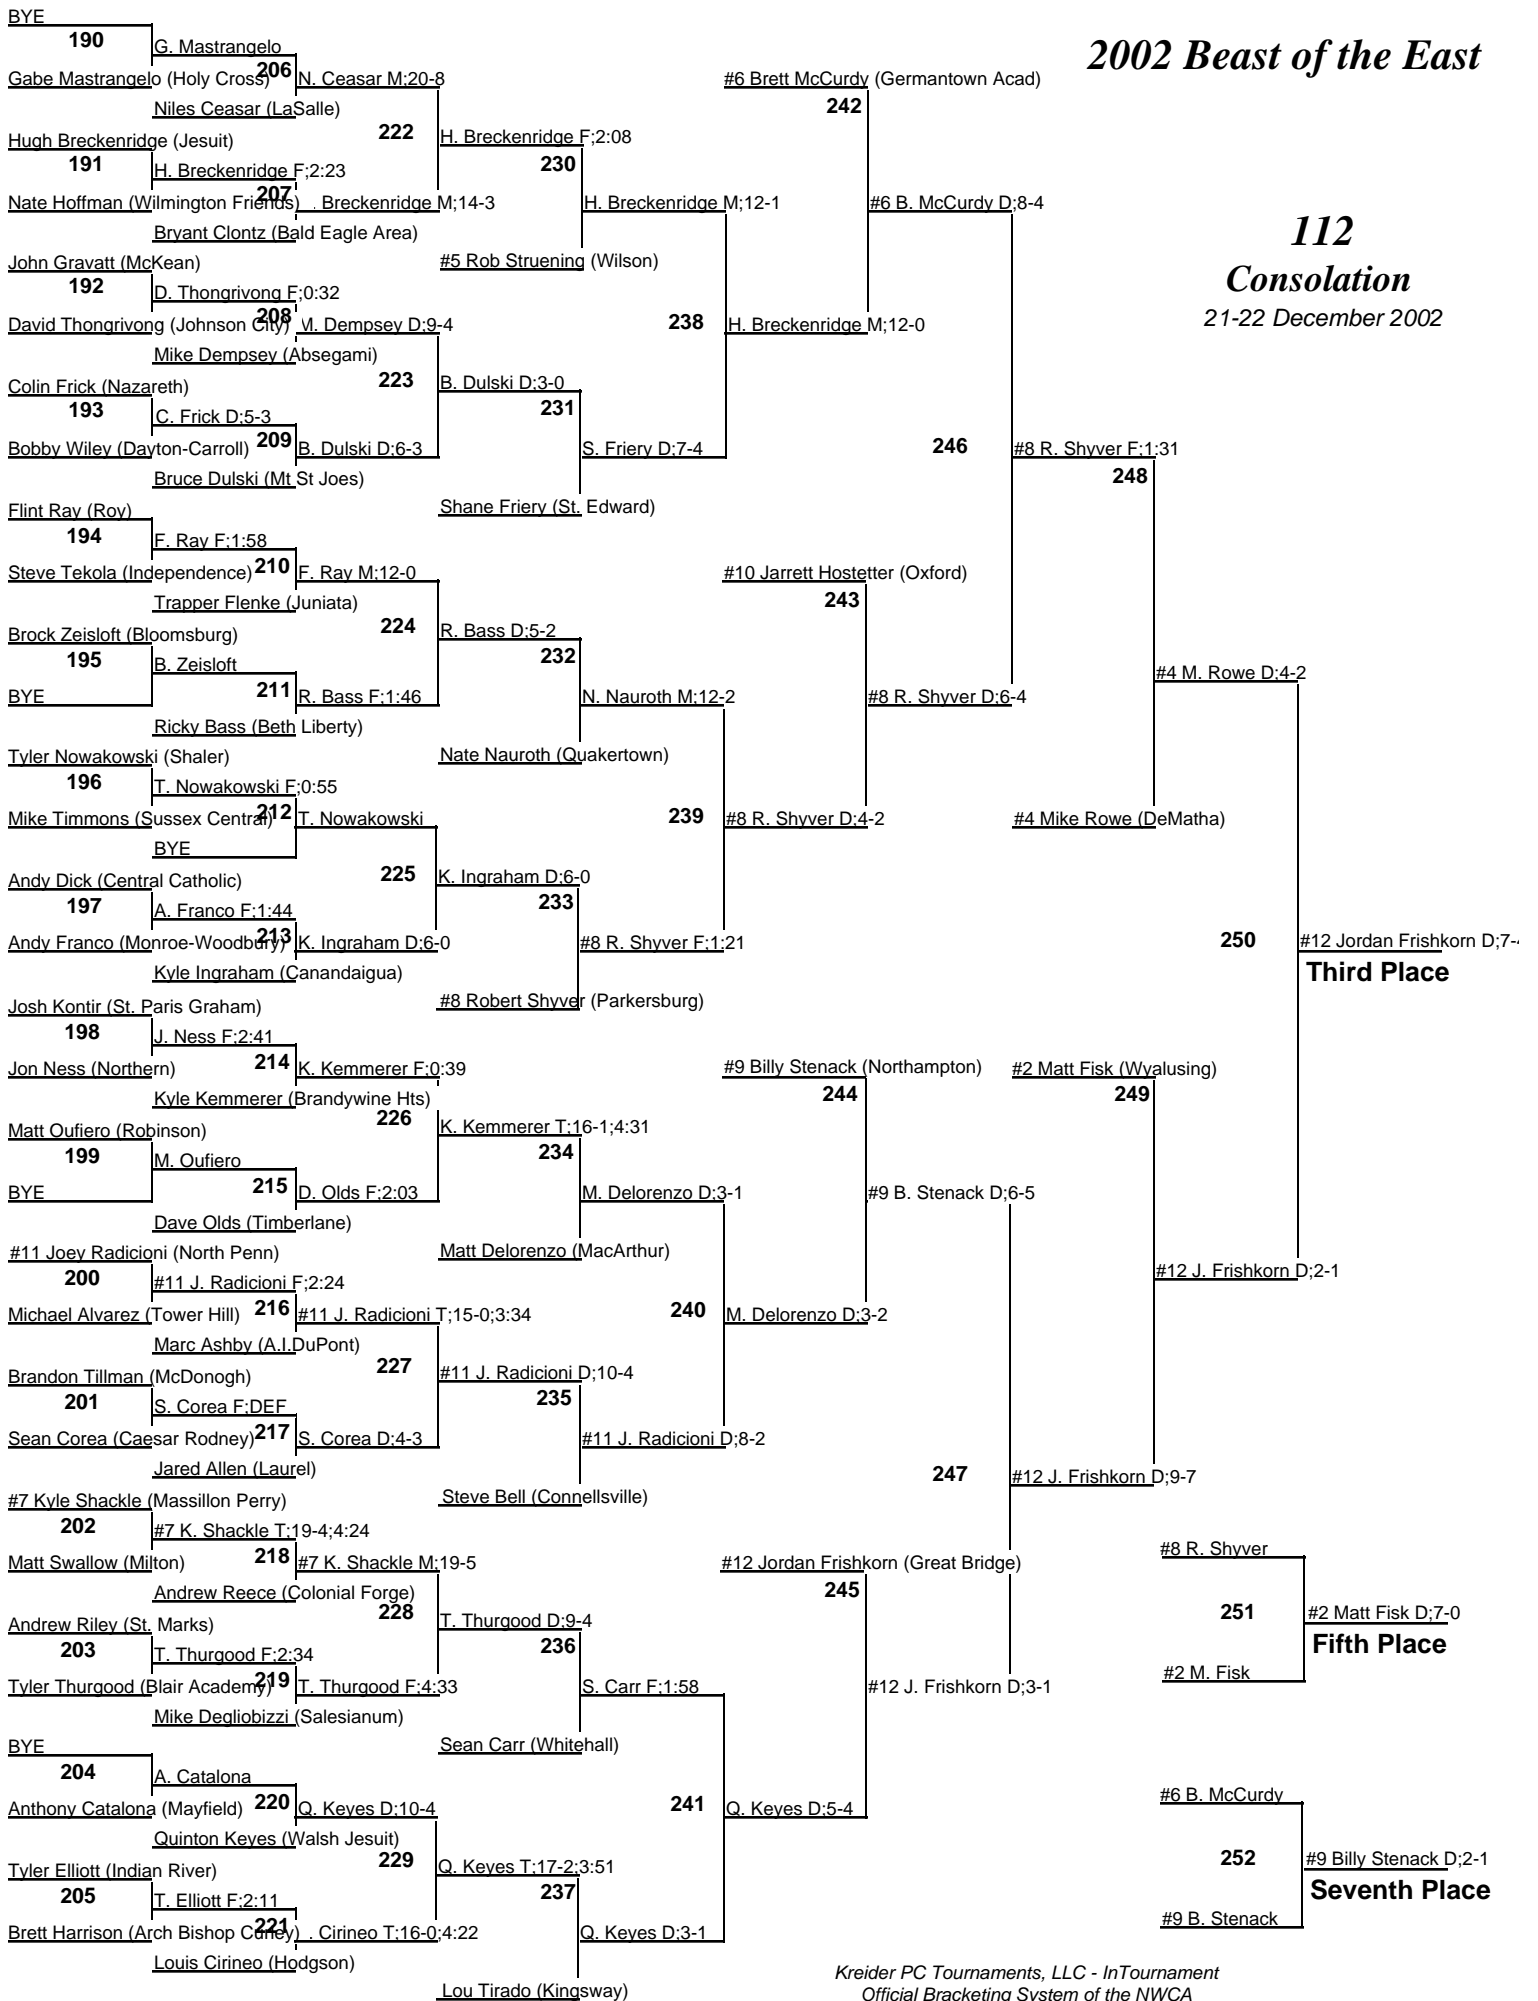 2002 Beast of the East
112
Consolation
21-22 December 2002
BYE
190
G. Mastrangelo
Gabe Mastrangelo (Holy Cross)
206
N. Ceasar M;20-8
Niles Ceasar (LaSalle)
222
H. Breckenridge F;2:08
Hugh Breckenridge (Jesuit)
191
H. Breckenridge F;2:23
230
Nate Hoffman (Wilmington Friends)
207
. Breckenridge M;14-3
H. Breckenridge M;12-1
Bryant Clontz (Bald Eagle Area)
#5 Rob Struening (Wilson)
John Gravatt (McKean)
192
D. Thongrivong F;0:32
208
David Thongrivong (Johnson City)
M. Dempsey D;9-4
238
H. Breckenridge M;12-0
Mike Dempsey (Absegami)
223
B. Dulski D;3-0
Colin Frick (Nazareth)
193
C. Frick D;5-3
231
Bobby Wiley (Dayton-Carroll)
209
B. Dulski D;6-3
S. Friery D;7-4
Bruce Dulski (Mt St Joes)
Shane Friery (St. Edward)
Flint Ray (Roy)
194
F. Ray F;1:58
Steve Tekola (Independence)
210
F. Ray M;12-0
Trapper Flenke (Juniata)
224
R. Bass D;5-2
Brock Zeisloft (Bloomsburg)
195
B. Zeisloft
232
BYE
211
R. Bass F;1:46
N. Nauroth M;12-2
Ricky Bass (Beth Liberty)
Nate Nauroth (Quakertown)
Tyler Nowakowski (Shaler)
196
T. Nowakowski F;0:55
212
Mike Timmons (Sussex Central)
T. Nowakowski
239
#8 R. Shyver D;4-2
BYE
225
K. Ingraham D;6-0
Andy Dick (Central Catholic)
197
A. Franco F;1:44
233
Andy Franco (Monroe-Woodbury)
213
K. Ingraham D;6-0
#8 R. Shyver F;1:21
Kyle Ingraham (Canandaigua)
#8 Robert Shyver (Parkersburg)
Josh Kontir (St. Paris Graham)
198
J. Ness F;2:41
Jon Ness (Northern)
214
K. Kemmerer F;0:39
Kyle Kemmerer (Brandywine Hts)
226
K. Kemmerer T;16-1;4:31
Matt Oufiero (Robinson)
199
M. Oufiero
234
BYE
215
D. Olds F;2:03
M. Delorenzo D;3-1
Dave Olds (Timberlane)
Matt Delorenzo (MacArthur)
#11 Joey Radicioni (North Penn)
200
#11 J. Radicioni F;2:24
Michael Alvarez (Tower Hill)
216
#11 J. Radicioni T;15-0;3:34
240
M. Delorenzo D;3-2
Marc Ashby (A.I.DuPont)
227
#11 J. Radicioni D;10-4
Brandon Tillman (McDonogh)
201
S. Corea F;DEF
235
Sean Corea (Caesar Rodney)
217
S. Corea D;4-3
#11 J. Radicioni D;8-2
Jared Allen (Laurel)
Steve Bell (Connellsville)
#7 Kyle Shackle (Massillon Perry)
202
#7 K. Shackle T;19-4;4:24
Matt Swallow (Milton)
218
#7 K. Shackle M;19-5
Andrew Reece (Colonial Forge)
228
T. Thurgood D;9-4
Andrew Riley (St. Marks)
203
T. Thurgood F;2:34
236
Tyler Thurgood (Blair Academy)
219
T. Thurgood F;4:33
S. Carr F;1:58
Mike Degliobizzi (Salesianum)
Sean Carr (Whitehall)
BYE
204
A. Catalona
Anthony Catalona (Mayfield)
220
Q. Keyes D;10-4
241
Q. Keyes D;5-4
Quinton Keyes (Walsh Jesuit)
229
Q. Keyes T;17-2;3:51
Tyler Elliott (Indian River)
205
T. Elliott F;2:11
237
Brett Harrison (Arch Bishop Curley)
221
. Cirineo T;16-0;4:22
Q. Keyes D;3-1
Louis Cirineo (Hodgson)
Lou Tirado (Kingsway)
#6 Brett McCurdy (Germantown Acad)
242
#6 B. McCurdy D;8-4
246
#8 R. Shyver F;1:31
248
#10 Jarrett Hostetter (Oxford)
243
#8 R. Shyver D;6-4
#4 M. Rowe D;4-2
#4 Mike Rowe (DeMatha)
250
#12 Jordan Frishkorn D;7-4
Third Place
#9 Billy Stenack (Northampton)
244
#9 B. Stenack D;6-5
#2 Matt Fisk (Wyalusing)
249
#12 J. Frishkorn D;2-1
247
#12 J. Frishkorn D;9-7
#12 Jordan Frishkorn (Great Bridge)
245
#12 J. Frishkorn D;3-1
#8 R. Shyver
251
#2 Matt Fisk D;7-0
Fifth Place
#2 M. Fisk
#6 B. McCurdy
252
#9 Billy Stenack D;2-1
Seventh Place
#9 B. Stenack
Kreider PC Tournaments, LLC - InTournament
Official Bracketing System of the NWCA